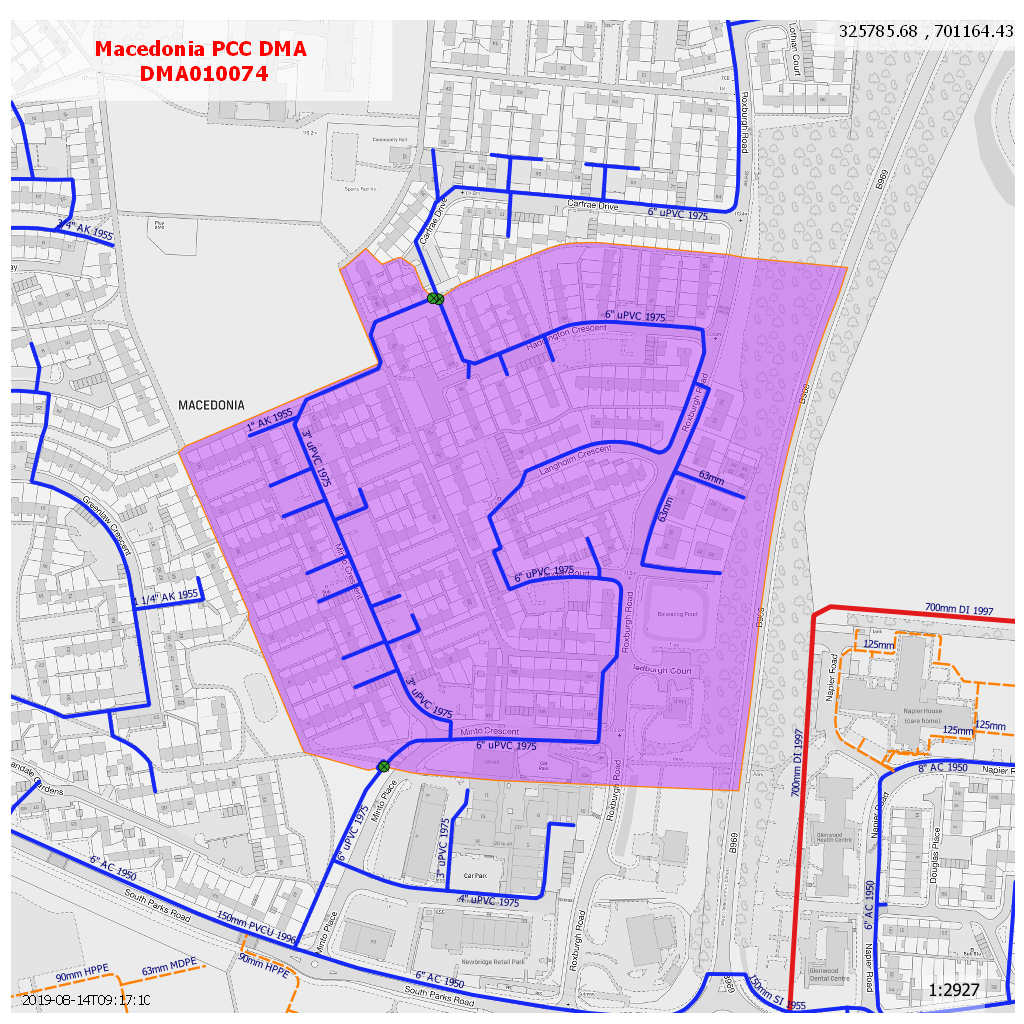 Macedonia PCC DMA
DMA010074
325785.68 , 701164.43
Lothian Court
Roxburgh Road
B969
Community Hall
Sports Facility
Play
Area
Carfrae Drive
Carfrae Drive
6" uPVC 1975
3/4" AK 1955
6" uPVC 1975
Haddington Crescent
MACEDONIA
1" AK 1955
3" uPVC 1975
Roxburgh Road
B969
Langholm Crescent
63mm
63mm
Greenlaw Crescent
Minto Crescent
1 1/4" AK 1955
6" uPVC 1975
Roxburgh Road
Balancing Pond
B969
700mm DI 1997
Jedburgh Court
125mm
Napier Road
Napier House
(care home)
125mm
125mm
3" uPVC 1975
Minto Crescent
6" uPVC 1975
Car
Park
700mm DI 1997
8" AC 1950
Roxburgh Road
Minto Place
6" uPVC 1975
3" uPVC 1975
Car Park
4" uPVC 1975
B969
Glenwood
Health Centre
Napier Road
Douglas Place
6" AC 1950
6" AC 1950
South Parks Road
150mm PVCU 1996
Minto Place
ESS
Newbridge Retail Park
Roxburgh Road
Napier Road
90mm HPPE
63mm MDPE
90mm HPPE
6" AC 1950
South Parks Road
B969
150mm SI 1955
Glenwood
Dental Centre
2019-08-14T09:17:10
1:2927